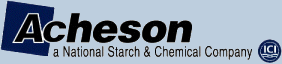 Acheson
a National Starch & Chemical Company
ICI